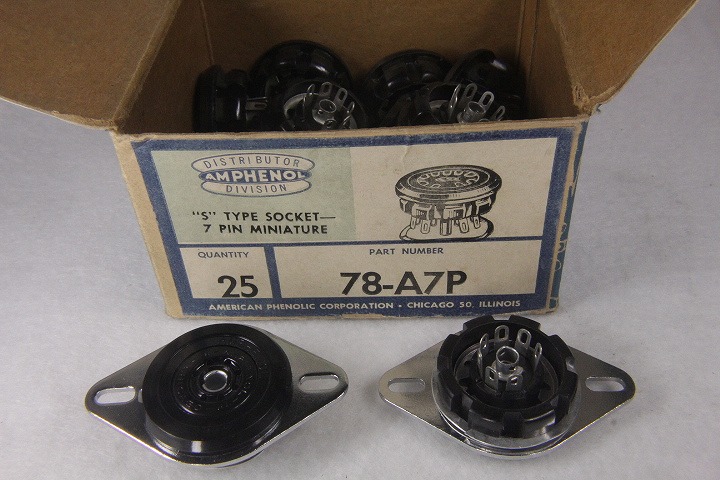 DISTRIBUTOR
AMPHENOL
DIVISION
"S" TYPE SOCKET—
7 PIN MINIATURE
QUANTITY
25
PART NUMBER
78-A7P
AMERICAN PHENOLIC CORPORATION • CHICAGO 50, ILLINOIS